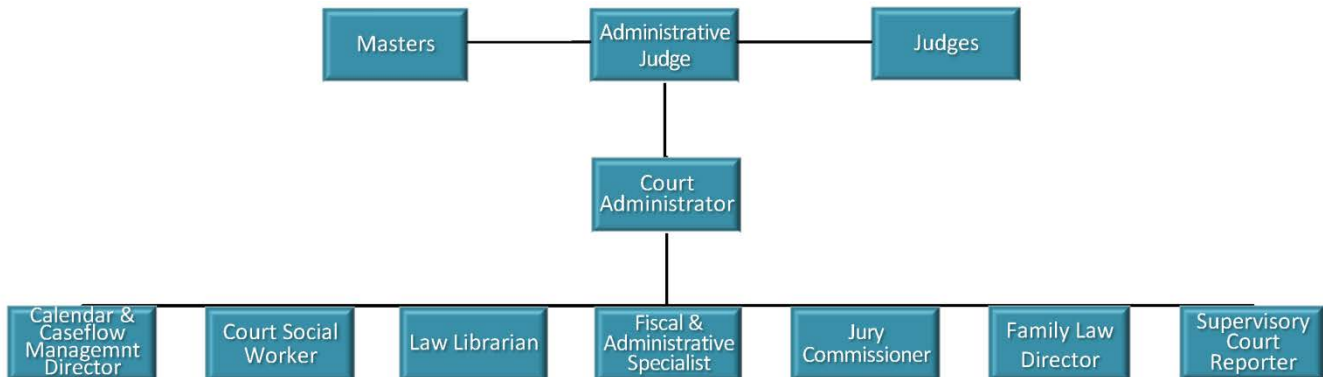 Masters
Administrative
Judge
Judges
Court
Administrator
Calendar &
Caseflow
Managemnt
Director
Court Social
Worker
Law Librarian
Fiscal &
Administrative
Specialist
Jury
Commissioner
Family Law
Director
Supervisory
Court
Reporter